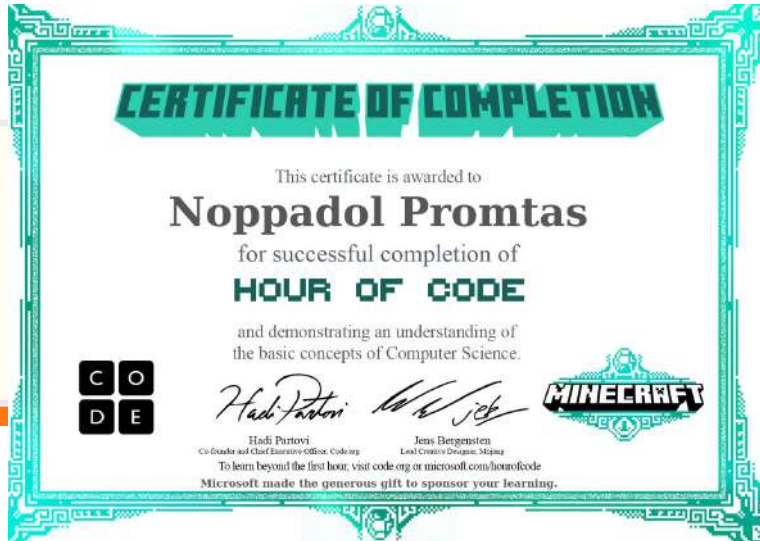 CERTIFICATE OF COMPLETION
This certificate is awarded to
Noppadol Promtas
for successful completion of
HOUR OF CODE
and demonstrating an understanding of
the basic concepts of Computer Science.
C O
D E
Hadi Partovi
jeb
MINECRAFT
Hadi Partovi
Jens Bergensten
Co-founder and Chief Executive Officer, Code.org
Lead Creative Designer, Mojang
To learn beyond the first hour, visit code.org or microsoft.com/hourofcode
Microsoft made the generous gift to sponsor your learning.